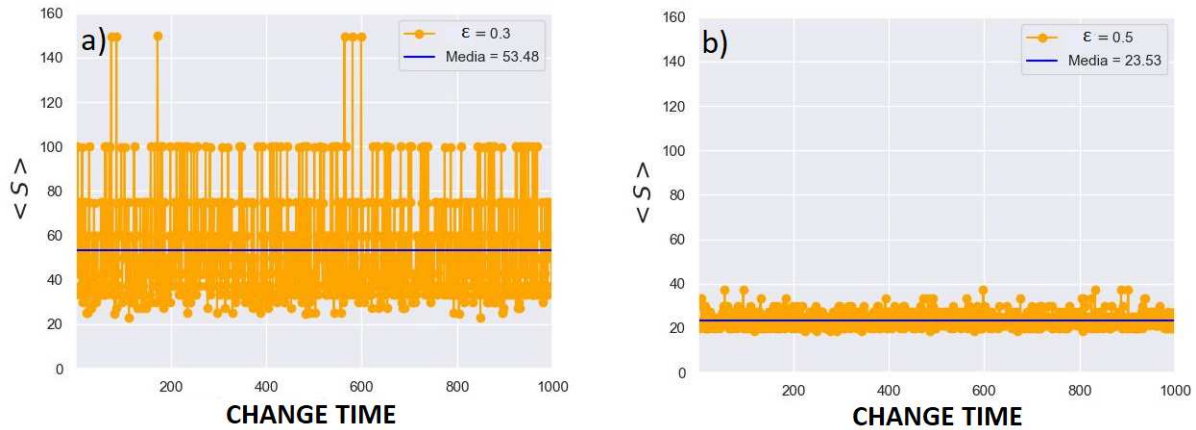 a)
ε = 0.3
Media = 53.48
160
140
120
100
80
60
40
20
0
< S >
200 400 600 800 1000
CHANGE TIME
b)
ε = 0.5
Media = 23.53
160
140
120
100
80
60
40
20
0
< S >
200 400 600 800 1000
CHANGE TIME